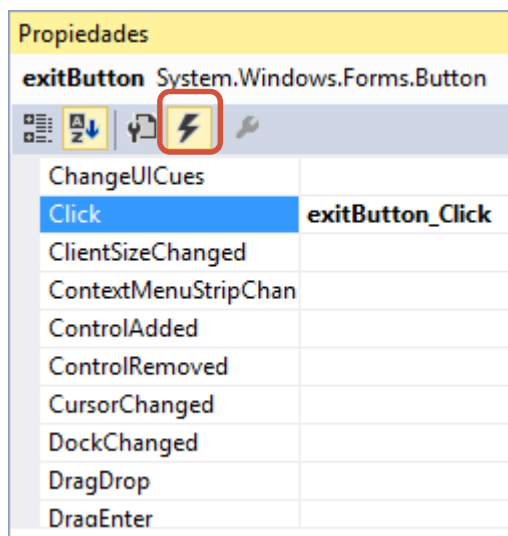 Propiedades
exitButton System.Windows.Forms.Button
ChangeUICues
Click exitButton_Click
ClientSizeChanged
ContextMenuStripChan
ControlAdded
ControlRemoved
CursorChanged
DockChanged
DragDrop
DragEnter